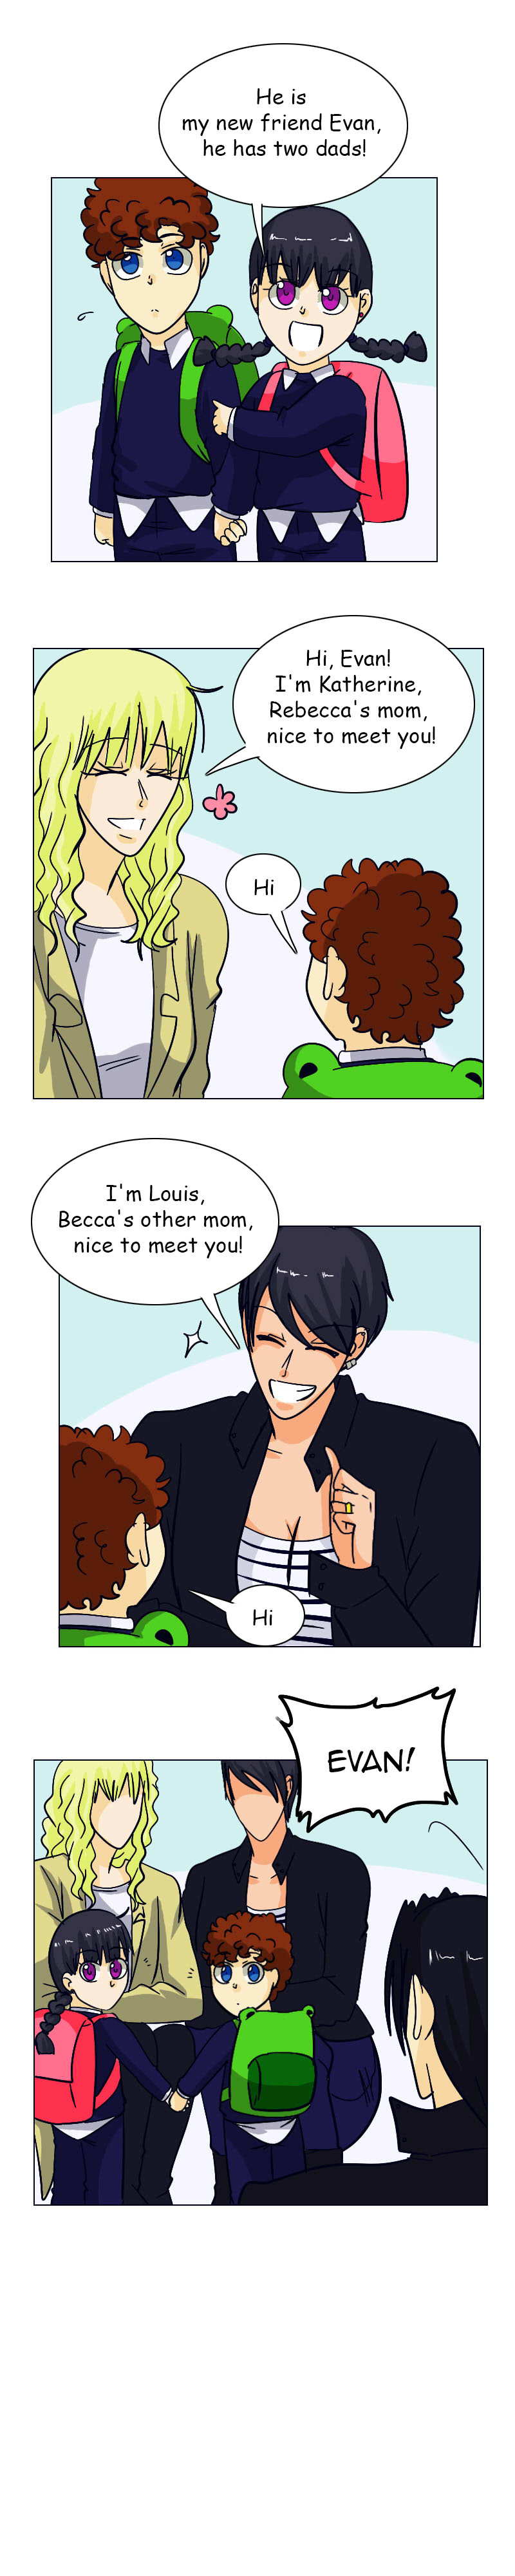 He is
my new friend Evan,
he has two dads!
Hi, Evan!
I'm Katherine,
Rebecca's mom,
nice to meet you!
Hi
I'm Louis,
Becca's other mom,
nice to meet you!
Hi
EVAN!